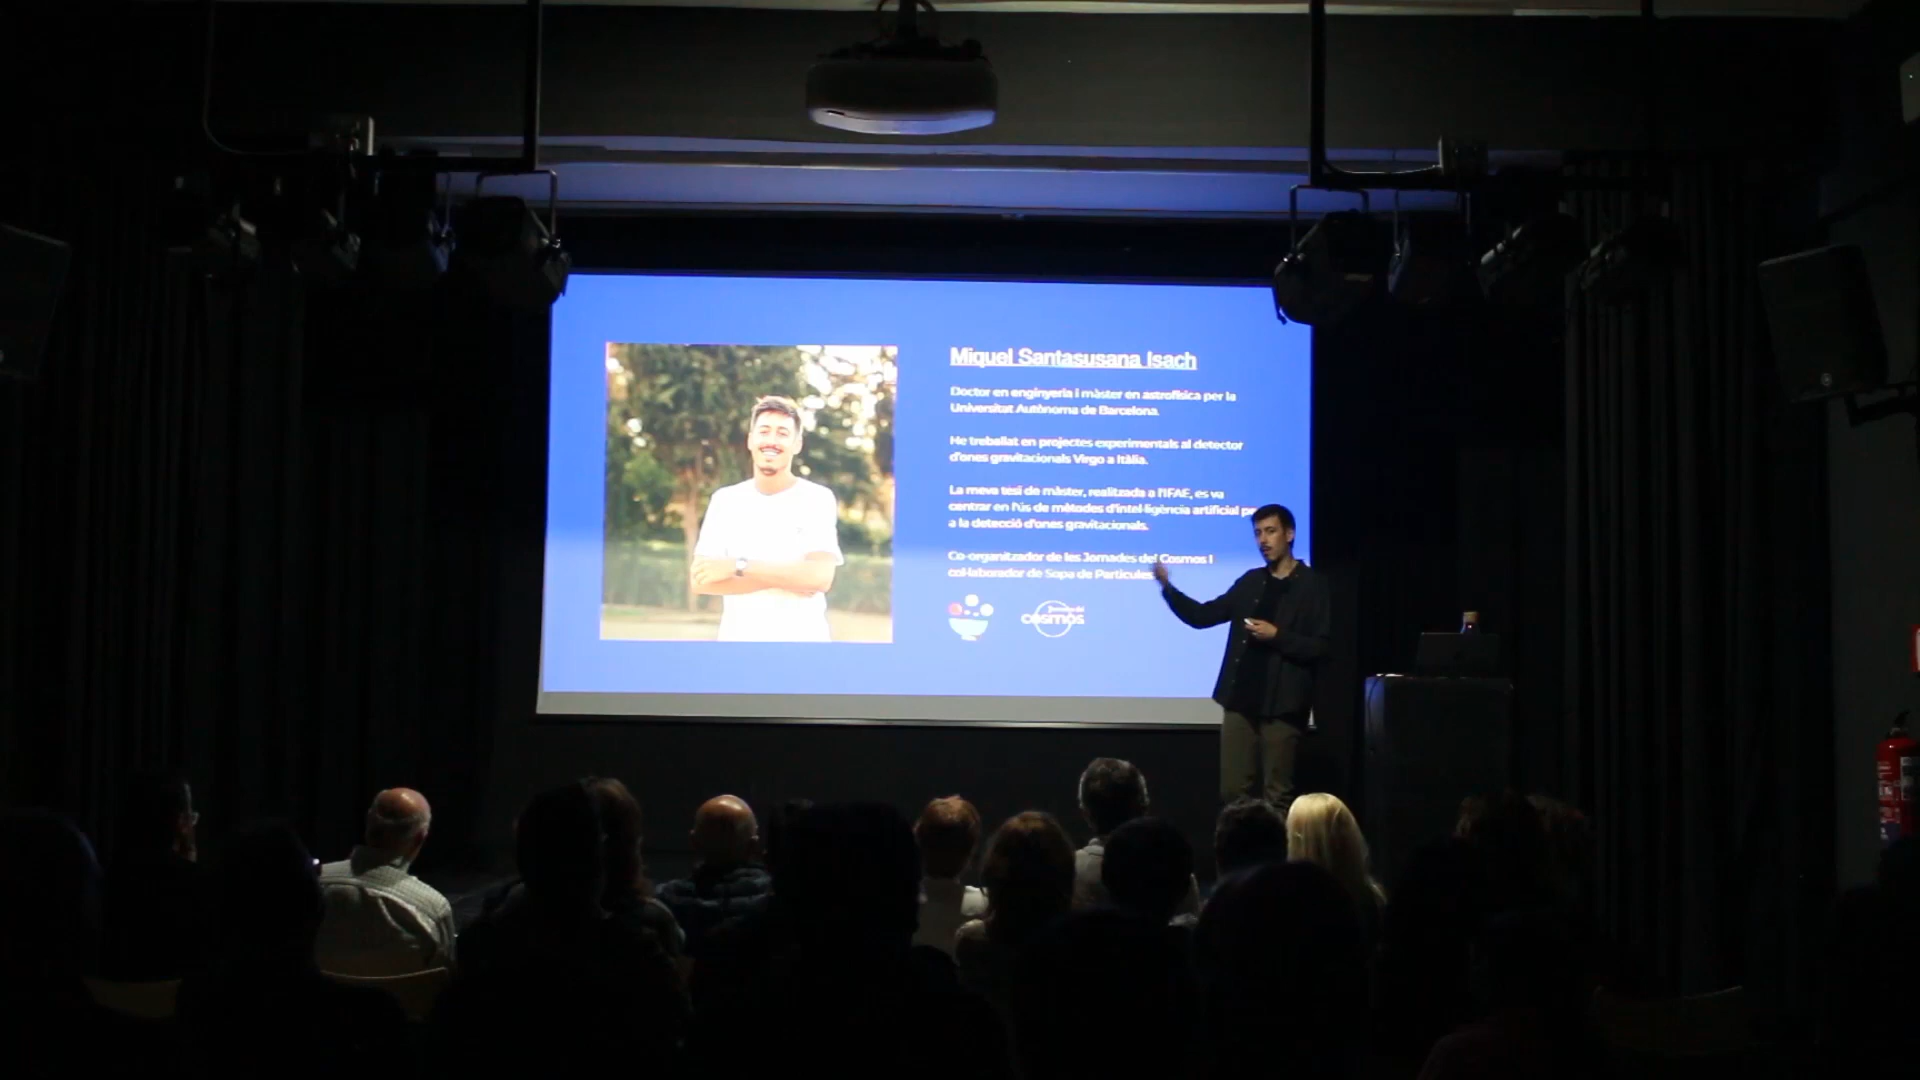 Miquel Santasusana Isach
Doctor en enginyeria i màster en astrofísica per la
Universitat Autònoma de Barcelona.
He treballat en projectes experimentals al detector
d'ones gravitacionals Virgo a Itàlia.
La meva tesi de màster, realitzada a l'IFAE, es va
centrar en l'ús de mètodes d'intel·ligència artificial
a la detecció d'ones gravitacionals.
Co-organitzador de les Jornades del Cosmos i
col·laborador de Sopa de Partícules
Jornades del
cosmos